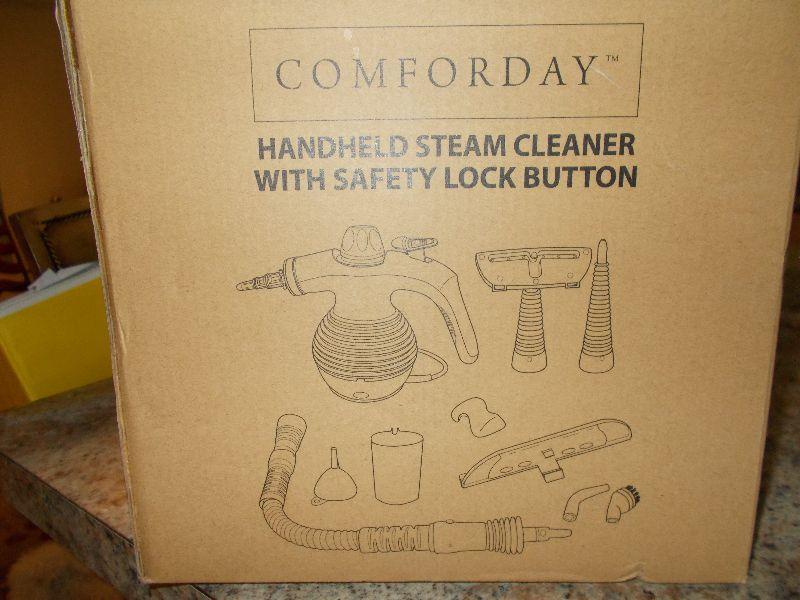 COMFORDAY™
HANDHELD STEAM CLEANER
WITH SAFETY LOCK BUTTON